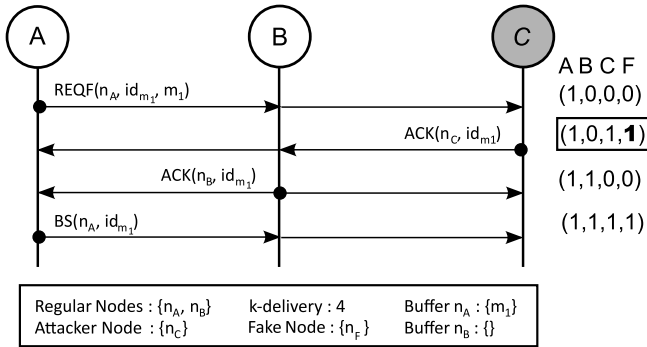 A B C
A B C F
REQF(nA, idm1, m1) (1,0,0,0)
ACK(nC, idm1) (1,0,1,1)
ACK(nB, idm1) (1,1,0,0)
BS(nA, idm1) (1,1,1,1)
Regular Nodes : {nA, nB} k-delivery : 4 Buffer nA : {m1}
Attacker Node : {nC} Fake Node : {nF} Buffer nB : {}